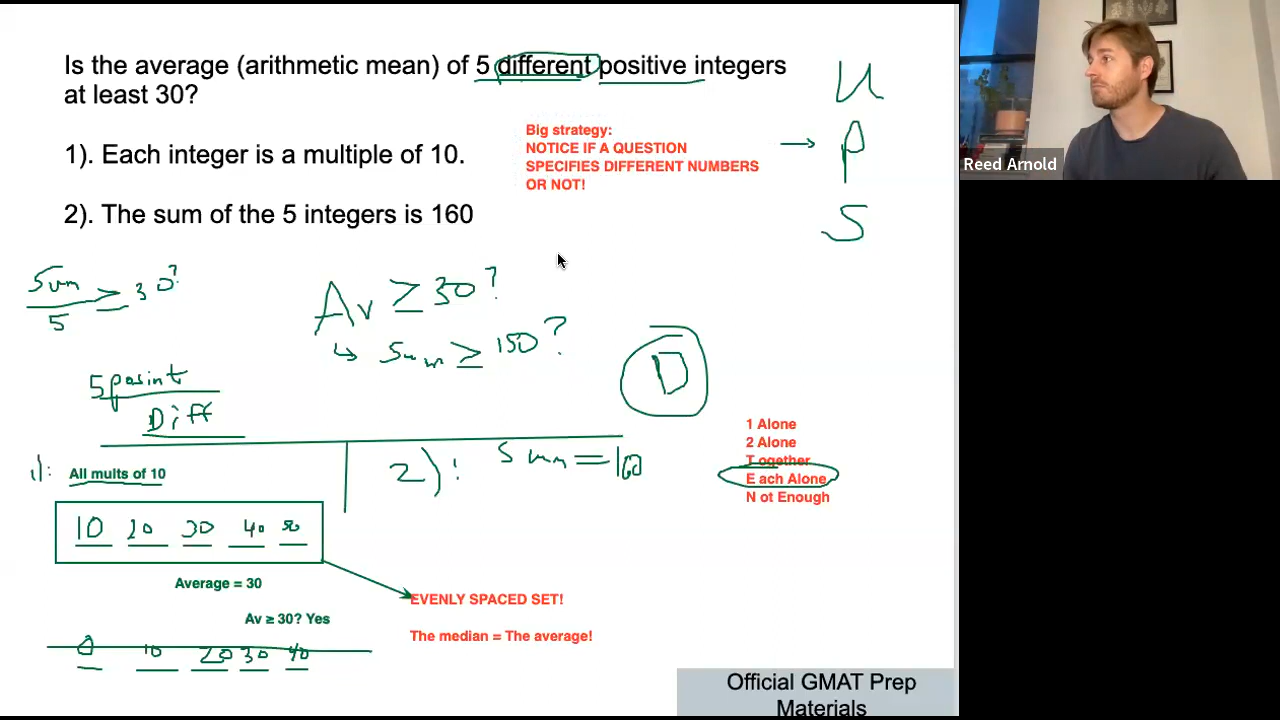 Is the average (arithmetic mean) of 5 different positive integers
at least 30?
1). Each integer is a multiple of 10.
2). The sum of the 5 integers is 160
Big strategy:
NOTICE IF A QUESTION
SPECIFIES DIFFERENT NUMBERS
OR NOT!
U
→ P
S
Reed Arnold
Sum/5 ≥ 30?
Av ≥ 30?
↳ Sum ≥ 150?
5 posint
Diff
D
1 Alone
2 Alone
T ogether
E ach Alone
N ot Enough
1): All mults of 10
10 20 30 40 50
Average = 30
Av ≥ 30? Yes
0 10 20 30 40
2): Sum = 160
EVENLY SPACED SET!
The median = The average!
Official GMAT Prep
Materials